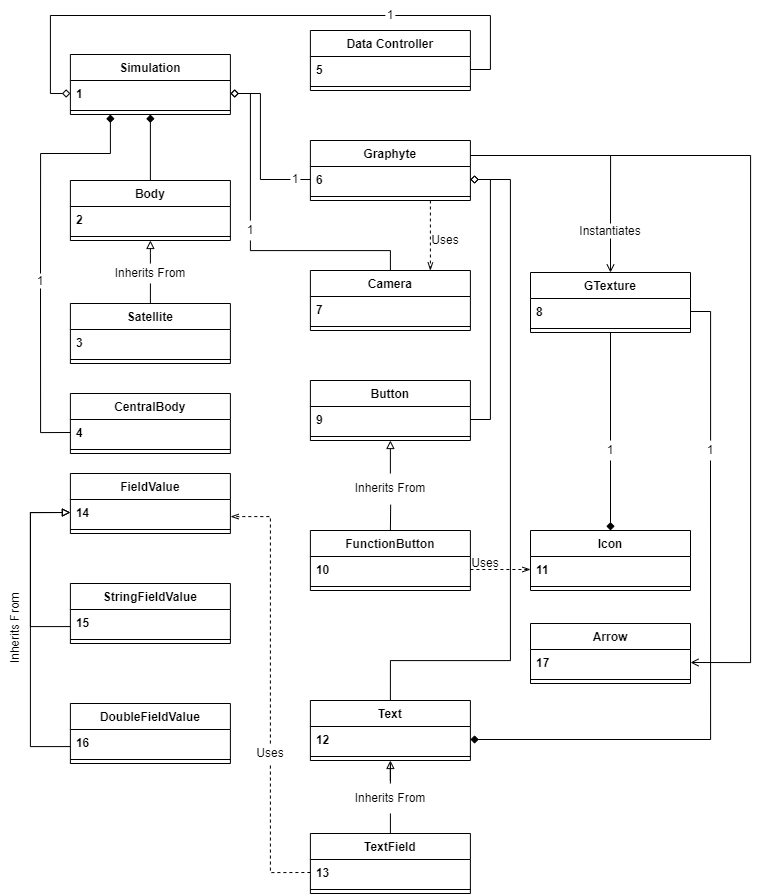 1
Data Controller
5
Simulation
1
Graphyte
6
1
Body
2
1
Uses
Instantiates
Inherits From
Camera
7
GTexture
8
1
Satellite
3
CentralBody
4
Button
9
1
1
FieldValue
14
Inherits From
FunctionButton
10
Uses
Icon
11
StringFieldValue
15
Inherits From
Arrow
17
DoubleFieldValue
16
Text
12
Uses
Inherits From
TextField
13